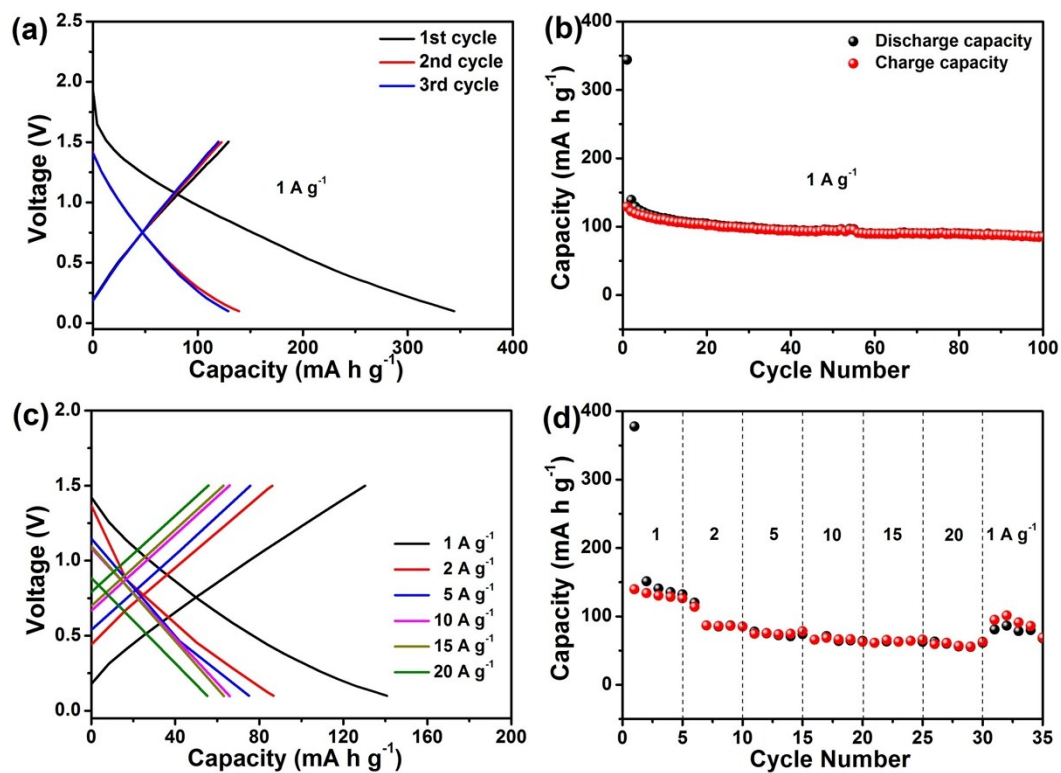 (a)
2.5
2.0
1.5
1.0
0.5
0.0
Voltage (V)
1st cycle
2nd cycle
3rd cycle
1 A g⁻¹
0 100 200 300 400
Capacity (mA h g⁻¹)
(b)
400
300
200
100
0
Capacity (mA h g⁻¹)
Discharge capacity
Charge capacity
1 A g⁻¹
0 20 40 60 80 100
Cycle Number
(c)
2.0
1.5
1.0
0.5
0.0
Voltage (V)
1 A g⁻¹
2 A g⁻¹
5 A g⁻¹
10 A g⁻¹
15 A g⁻¹
20 A g⁻¹
0 40 80 120 160 200
Capacity (mA h g⁻¹)
(d)
400
300
200
100
0
Capacity (mA h g⁻¹)
1 2 5 10 15 20 1 A g⁻¹
0 5 10 15 20 25 30 35
Cycle Number